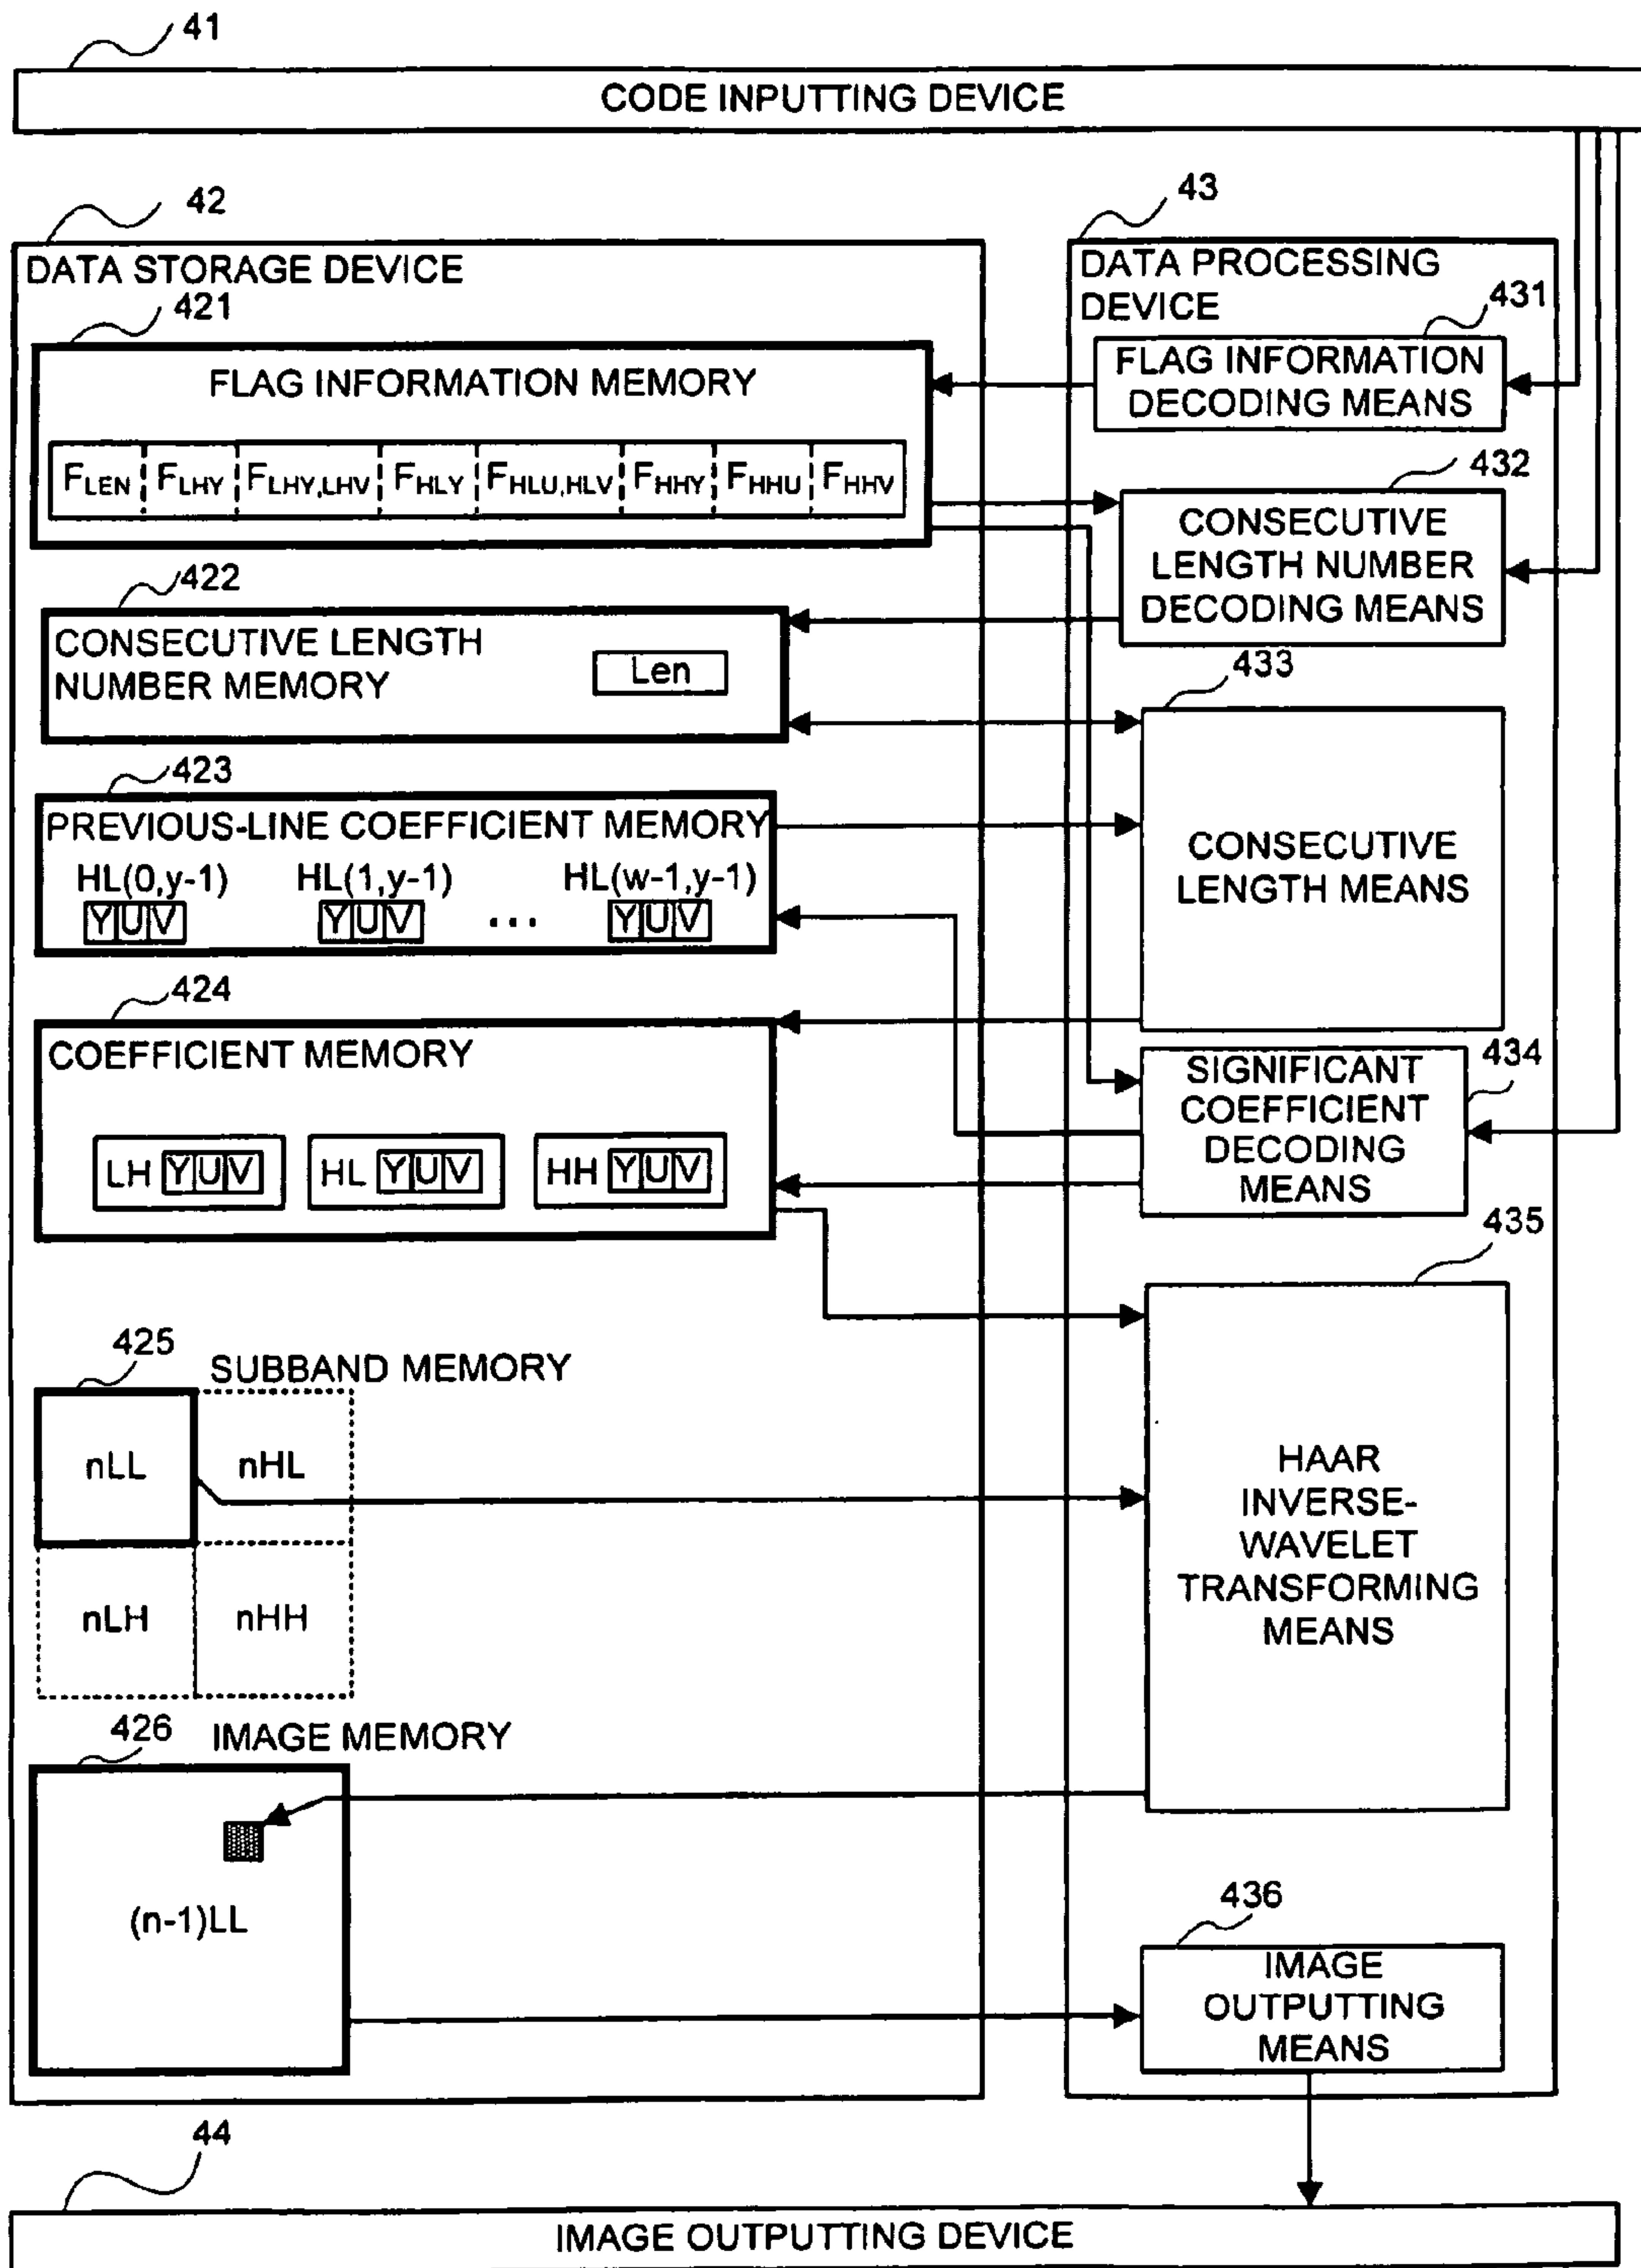 41
CODE INPUTTING DEVICE
42
DATA STORAGE DEVICE
421
FLAG INFORMATION MEMORY
FLEN FLHY FLHY,LHV FHLY FHLU,HLV FHHY FHHU FHHV
422
CONSECUTIVE LENGTH
NUMBER MEMORY
Len
423
PREVIOUS-LINE COEFFICIENT MEMORY
HL(0,y-1) HL(1,y-1) HL(w-1,y-1)
Y U V Y U V ... Y U V
424
COEFFICIENT MEMORY
LH Y U V HL Y U V HH Y U V
425
SUBBAND MEMORY
nLL nHL
nLH nHH
426
IMAGE MEMORY
(n-1)LL
43
DATA PROCESSING
DEVICE
431
FLAG INFORMATION
DECODING MEANS
432
CONSECUTIVE
LENGTH NUMBER
DECODING MEANS
433
CONSECUTIVE
LENGTH MEANS
434
SIGNIFICANT
COEFFICIENT
DECODING
MEANS
435
HAAR
INVERSE-
WAVELET
TRANSFORMING
MEANS
436
IMAGE
OUTPUTTING
MEANS
44
IMAGE OUTPUTTING DEVICE